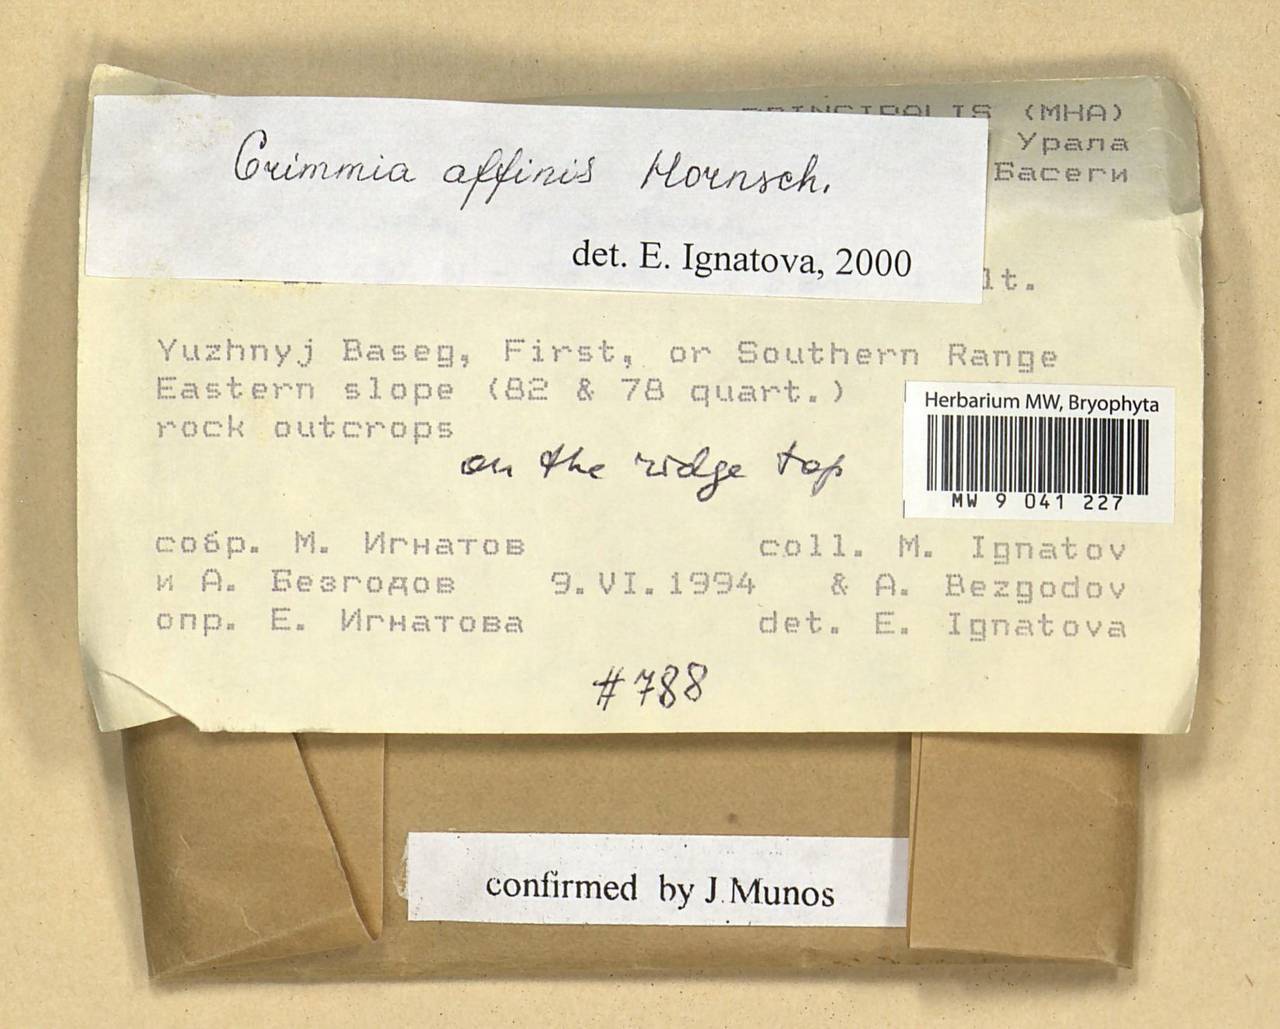 PRINCIPALIS (MHA)
Урала
Басеги
Grimmia affinis Hornsch.
det. E. Ignatova, 2000
lt.
Yuzhnyj Baseg, First, or Southern Range
Eastern slope (82 & 78 quart.)
rock outcrops
on the ridge top
Herbarium MW, Bryophyta
MW 9 041 227
собр. М. Игнатов coll. M. Ignatov
и А. Безгодов 9.VI.1994 & A. Bezgodov
опр. Е. Игнатова det. E. Ignatova
#788
confirmed by J.Munos